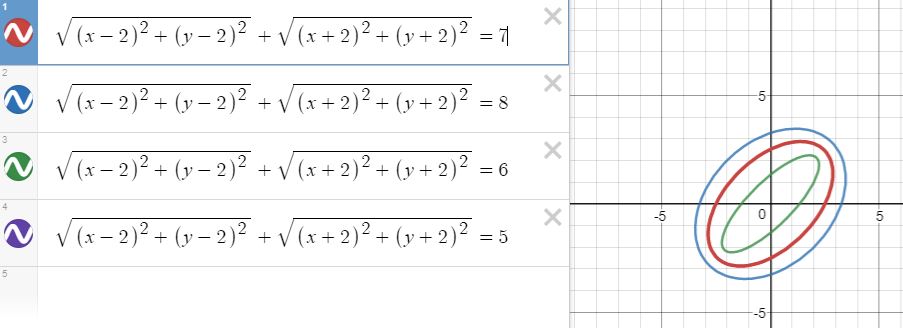 1
√(x − 2)² + (y − 2)² + √(x + 2)² + (y + 2)² = 7
2
√(x − 2)² + (y − 2)² + √(x + 2)² + (y + 2)² = 8
3
√(x − 2)² + (y − 2)² + √(x + 2)² + (y + 2)² = 6
4
√(x − 2)² + (y − 2)² + √(x + 2)² + (y + 2)² = 5
5
5
-5 0 5
-5